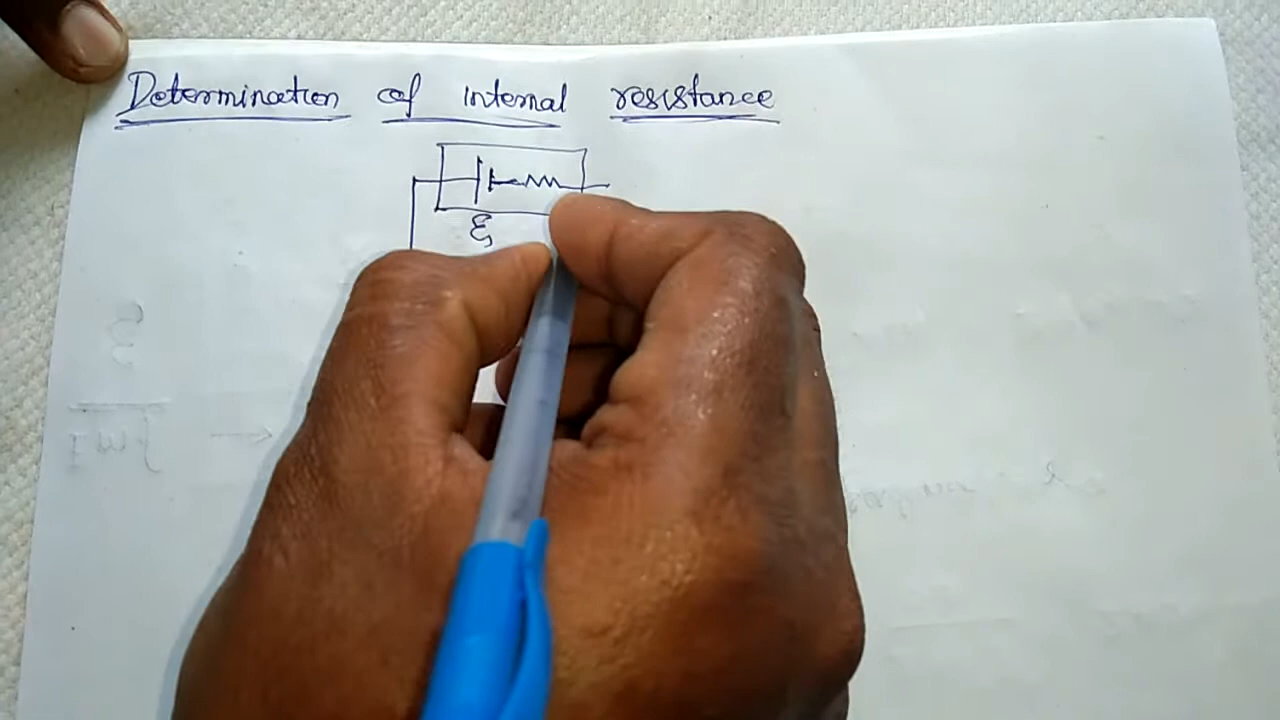 Determination of internal resistance
ξ